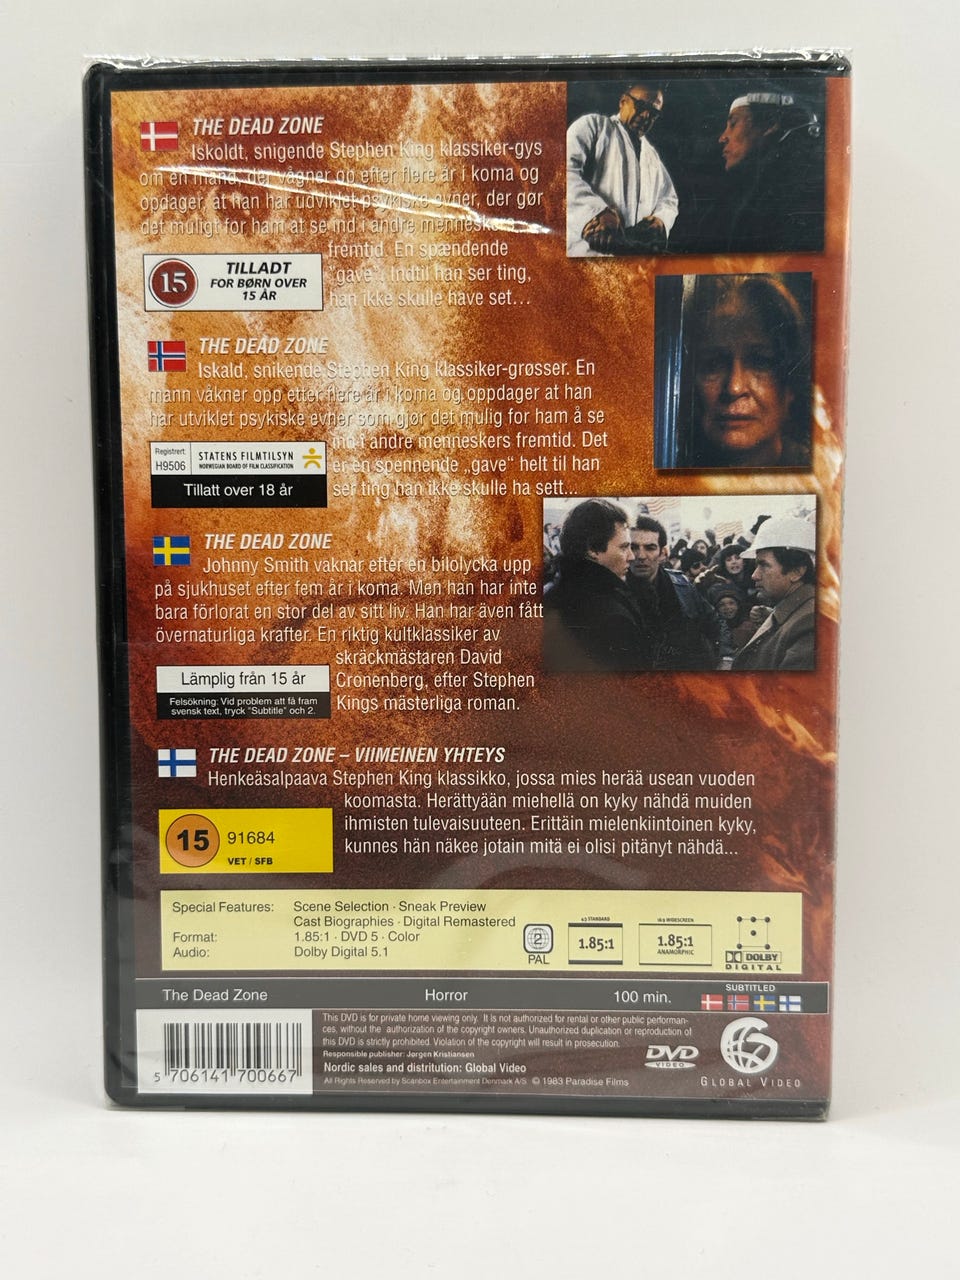 THE DEAD ZONE
Iskoldt, snigende Stephen King klassiker-gys
om en mand, der vågner op efter flere år i koma og
opdager, at han har udviklet psykiske evner, der gør
det muligt for ham at se ind i andre menneskers
fremtid. En spændende
"gave", Indtil han ser ting,
han ikke skulle have set...
15
TILLADT
FOR BØRN OVER
15 ÅR
THE DEAD ZONE
Iskald, snikende Stephen King klassiker-grøsser. En
mann våkner opp etter flere år i koma og oppdager at han
har utviklet psykiske evner som gjør det mulig for ham å se
ind i andre menneskers fremtid. Det
er en spennende „gave“ helt til han
ser ting han ikke skulle ha sett...
Registrert:
H9506
STATENS FILMTILSYN
NORWEGIAN BOARD OF FILM CLASSIFICATION
Tillatt over 18 år
THE DEAD ZONE
Johnny Smith vaknar efter en bilolycka upp
på sjukhuset efter fem år i koma. Men han har inte
bara förlorat en stor del av sitt liv. Han har även fått
övernaturliga krafter. En riktig kultklassiker av
skräckmästaren David
Cronenberg, efter Stephen
Kings mästerliga roman.
Lämplig från 15 år
Felsökning: Vid problem att få fram
svensk text, tryck "Subtitle" och 2.
THE DEAD ZONE – VIIMEINEN YHTEYS
Henkeäsalpaava Stephen King klassikko, jossa mies herää usean vuoden
koomasta. Herättyään miehellä on kyky nähdä muiden
ihmisten tulevaisuuteen. Erittäin mielenkiintoinen kyky,
kunnes hän näkee jotain mitä ei olisi pitänyt nähdä...
15
91684
VET / SFB
Special Features: Scene Selection · Sneak Preview
Cast Biographies · Digital Remastered
Format: 1.85:1 · DVD 5 · Color
Audio: Dolby Digital 5.1
2
PAL
4:3 STANDARD
1.85:1
16:9 WIDESCREEN
1.85:1
ANAMORPHIC
DOLBY
DIGITAL
The Dead Zone Horror 100 min.
SUBTITLED
This DVD is for private home viewing only. It is not authorized for rental or other public performan-
ces, without the authorization of the copyright owners. Unauthorized duplication or reproduction of
this DVD is strictly prohibited. Violation of the copyright will result in prosecution.
Responsible publisher: Jørgen Kristiansen
Nordic sales and distrtibution: Global Video
All Rights Reserved by Scanbox Entertainment Denmark A/S © 1983 Paradise Films
DVD
VIDEO
GLOBAL VIDEO
5 706141 700667